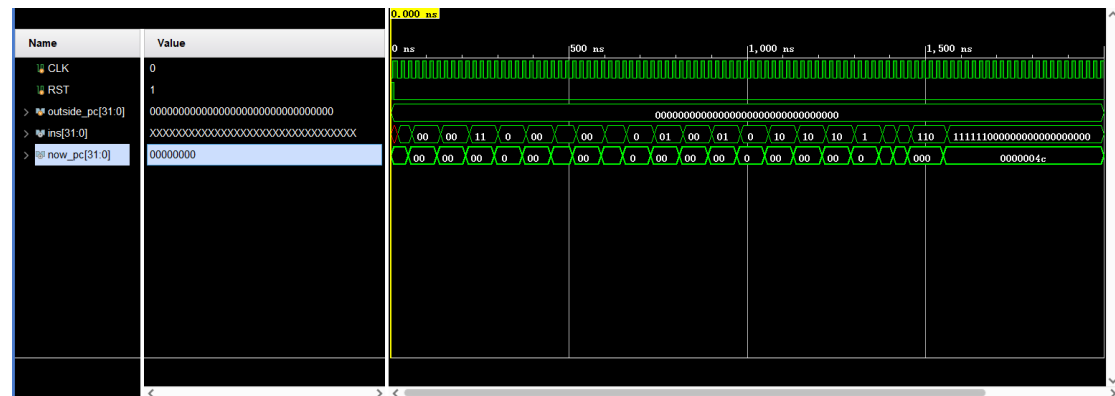 0.000 ns
Name Value 0 ns 500 ns 1,000 ns 1,500 ns
CLK 0
RST 1
outside_pc[31:0] 00000000000000000000000000000000 00000000000000000000000000000000
ins[31:0] XXXXXXXXXXXXXXXXXXXXXXXXXXXXXXXX 00 00 11 0 00 00 0 01 00 01 0 10 10 10 1 110 111111000000000000000000
now_pc[31:0] 00000000 00 00 00 0 00 00 0 00 00 00 0 00 00 00 0 000 0000004c